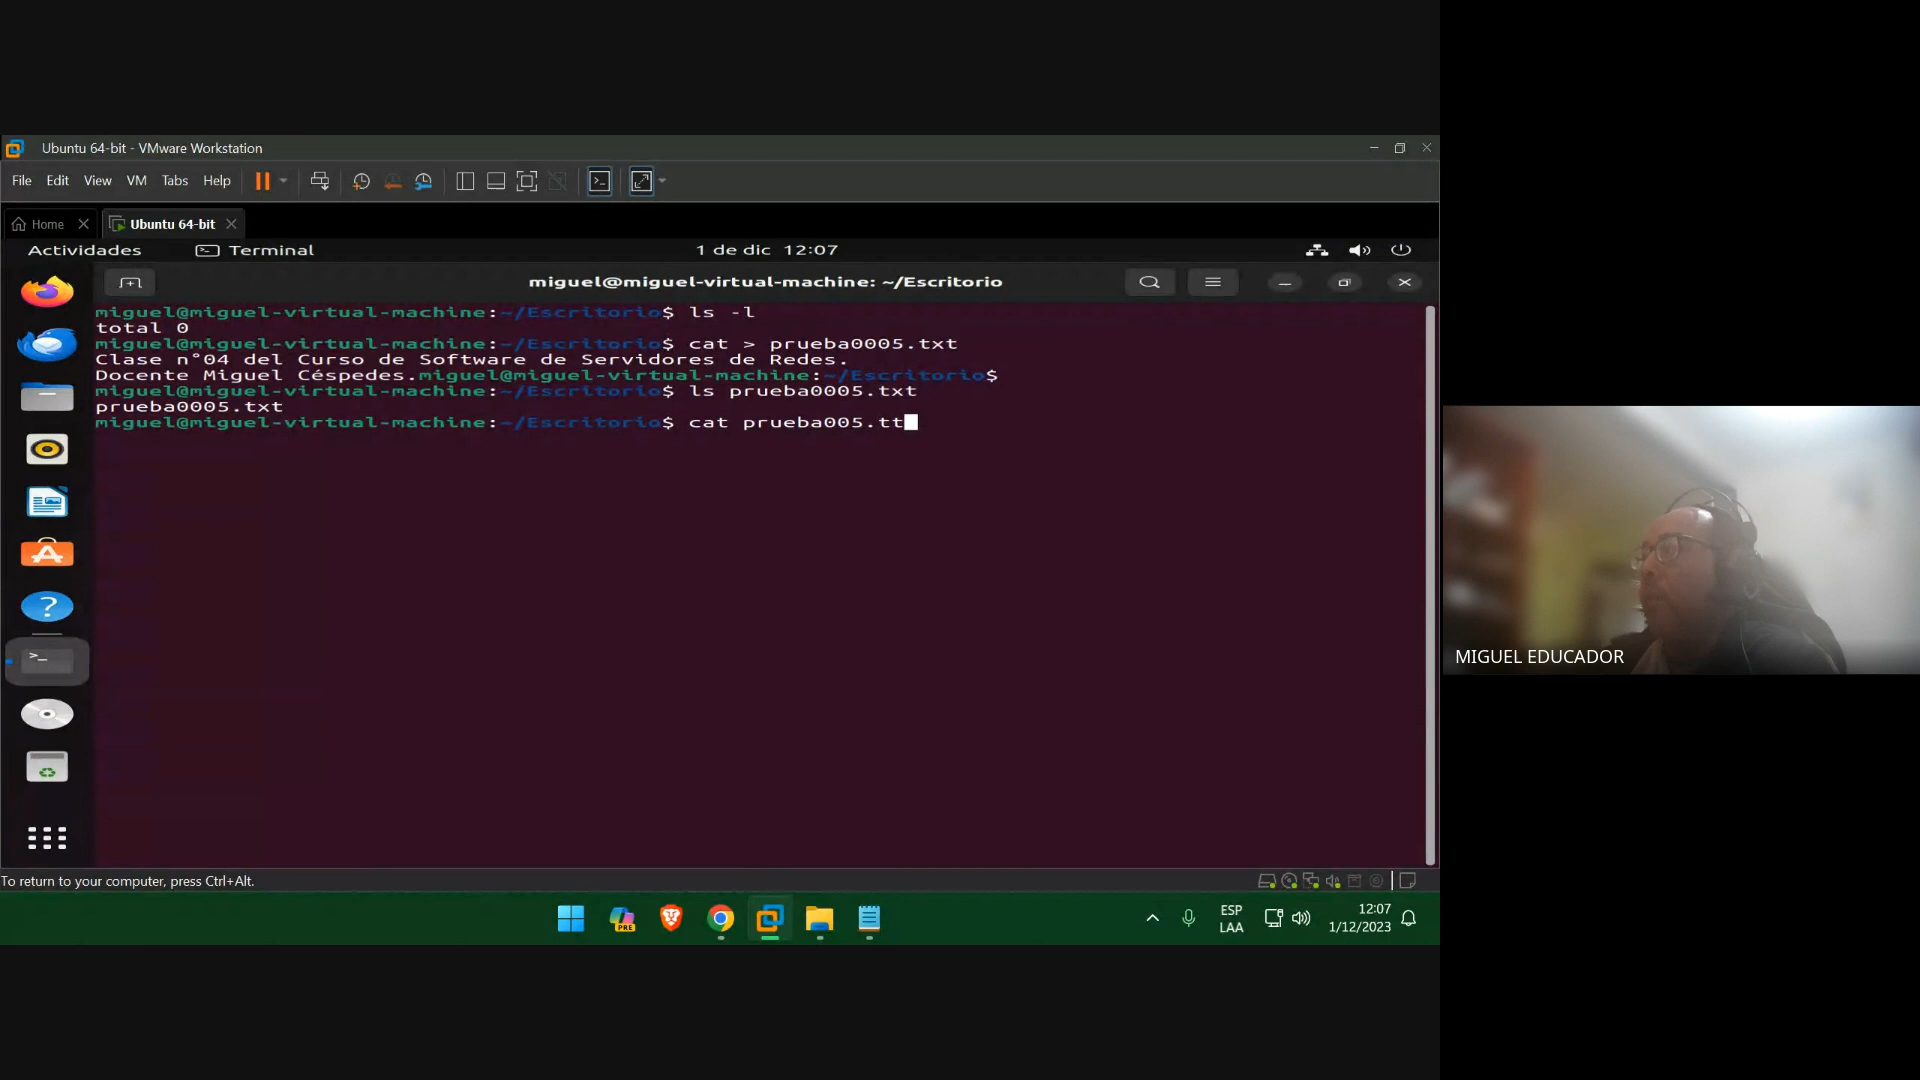 Ubuntu 64-bit - VMware Workstation
File Edit View VM Tabs Help
Home Ubuntu 64-bit
Actividades Terminal 1 de dic 12:07
miguel@miguel-virtual-machine: ~/Escritorio
miguel@miguel-virtual-machine:~/Escritorio$ ls -l
total 0
miguel@miguel-virtual-machine:~/Escritorio$ cat > prueba0005.txt
Clase n°04 del Curso de Software de Servidores de Redes.
Docente Miguel Céspedes.miguel@miguel-virtual-machine:~/Escritorio$
miguel@miguel-virtual-machine:~/Escritorio$ ls prueba0005.txt
prueba0005.txt
miguel@miguel-virtual-machine:~/Escritorio$ cat prueba005.tt
MIGUEL EDUCADOR
To return to your computer, press Ctrl+Alt.
PRE
ESP
LAA
12:07
1/12/2023